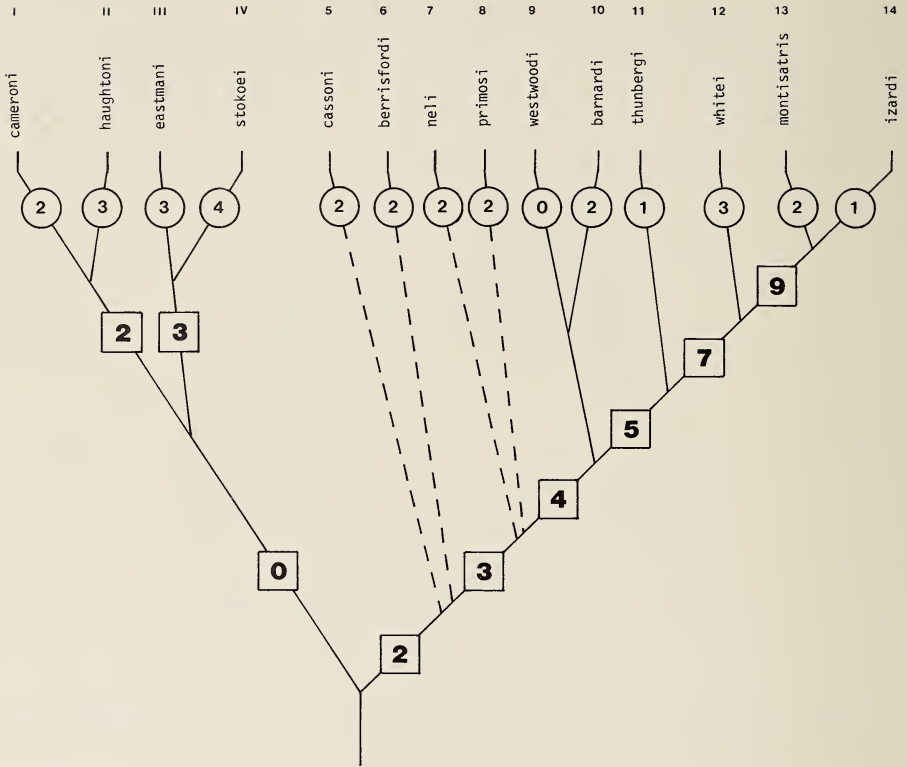 I II III IV 5 6 7 8 9 10 11 12 13 14
cameroni haughtoni eastmani stokoei cassoni berrisfordi neli primosi westwoodi barnardi thunbergi whitei montisatris izardi
2 3 3 4 2 2 2 2 0 2 1 3 2 1
9
2 3
7
5
4
0 3
2